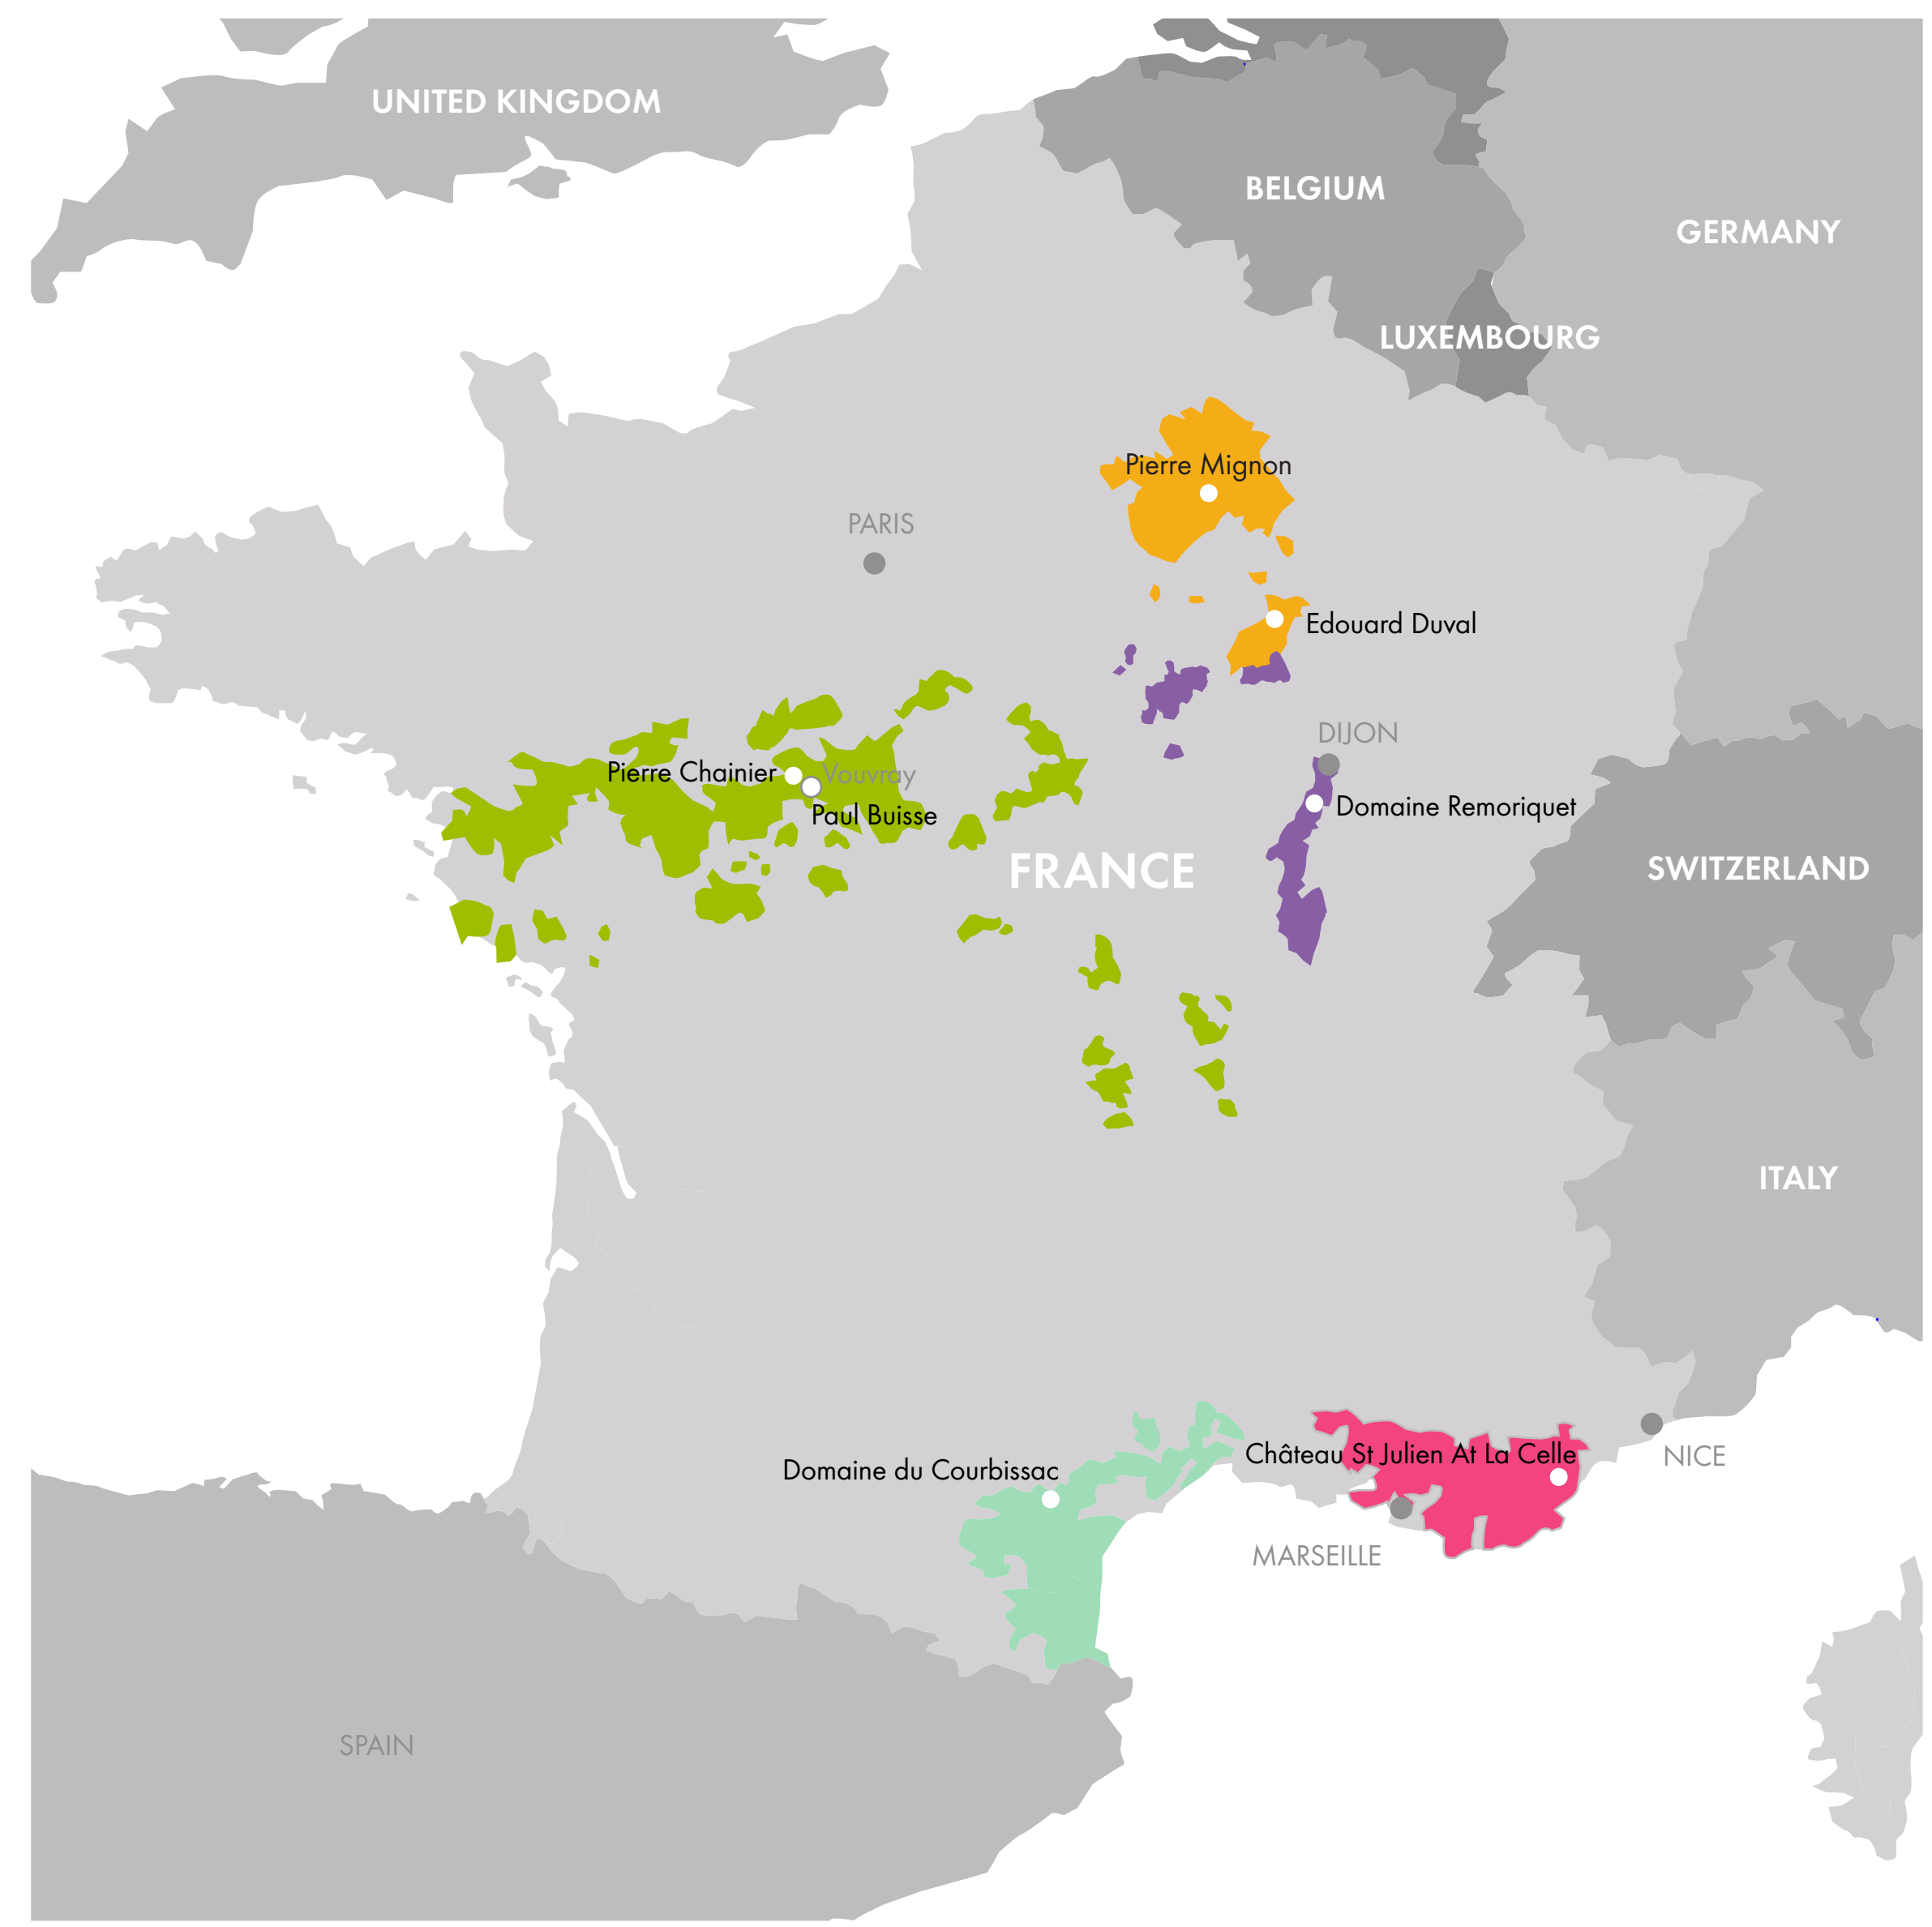 UNITED KINGDOM
BELGIUM
GERMANY
LUXEMBOURG
Pierre Mignon
PARIS
Edouard Duval
DIJON
Pierre Chainier
Vouvray
Domaine Remoriquet
Paul Buisse
FRANCE
SWITZERLAND
ITALY
Château St Julien At La Celle
NICE
Domaine du Courbissac
MARSEILLE
SPAIN